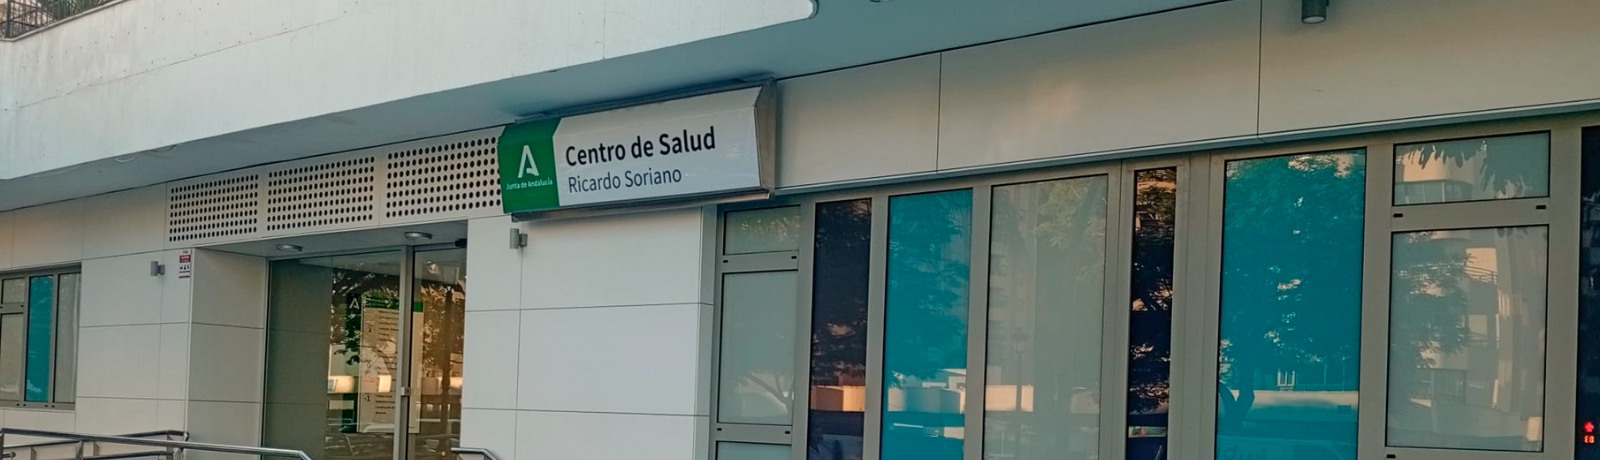 Centro de Salud
Ricardo Soriano
Junta de Andalucía